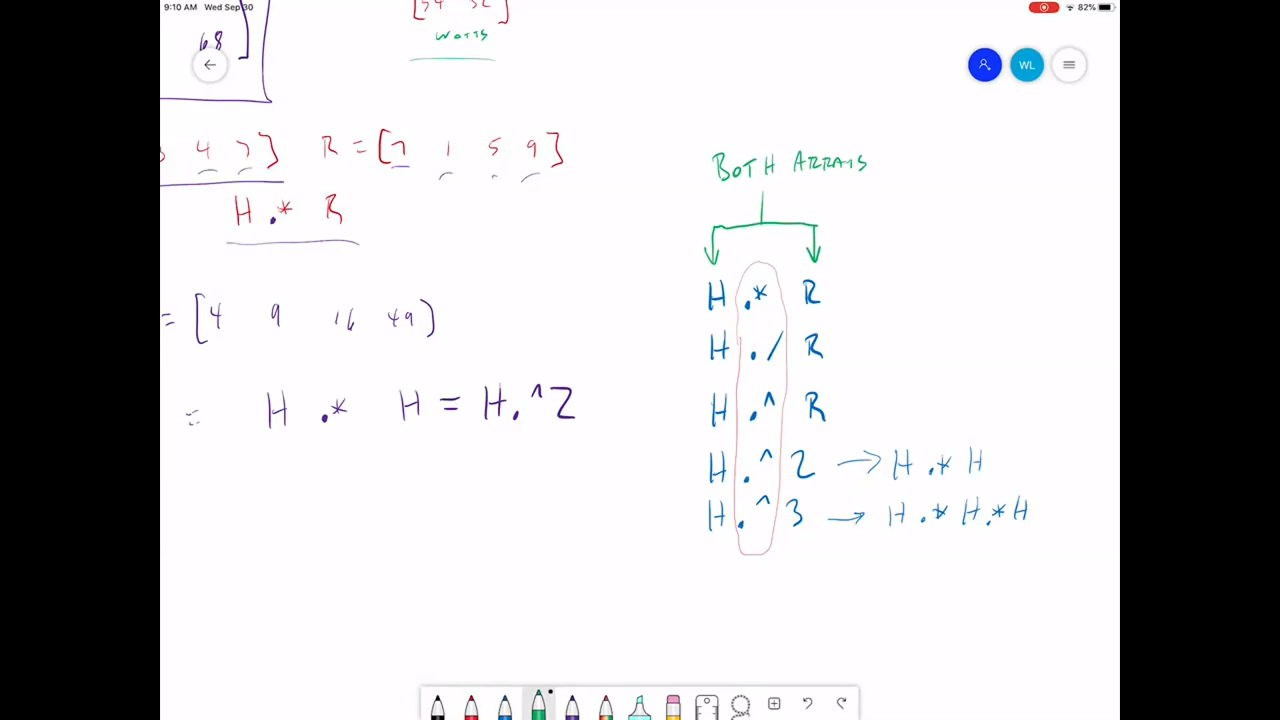 9:10 AM Wed Sep 30
82%
WL
68
WATTS
4 7] R = [7 1 5 9]
H .* R
= [4 9 16 49]
= H .* H = H.^2
BOTH ARRAYS
H .* R
H ./ R
H .^ R
H .^ 2 → H .* H
H .^ 3 → H .* H .* H